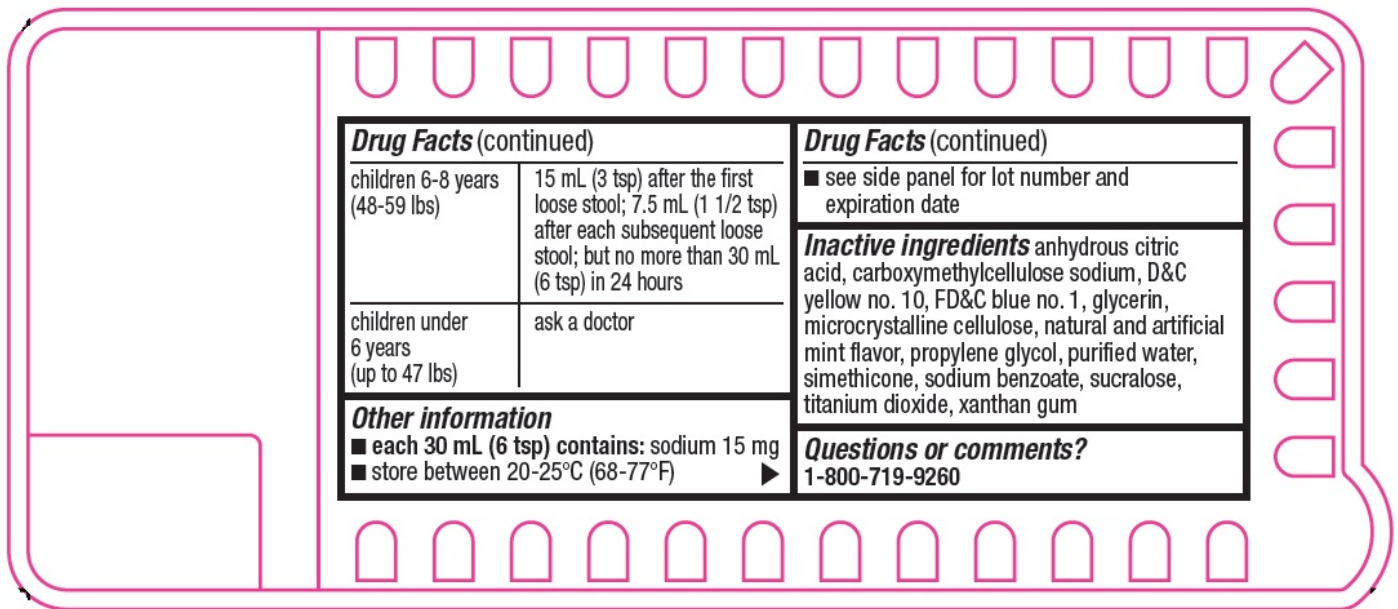 Drug Facts (continued)
children 6-8 years
(48-59 lbs)
15 mL (3 tsp) after the first
loose stool; 7.5 mL (1 1/2 tsp)
after each subsequent loose
stool; but no more than 30 mL
(6 tsp) in 24 hours
children under
6 years
(up to 47 lbs)
ask a doctor
Other information
■ each 30 mL (6 tsp) contains: sodium 15 mg
■ store between 20-25°C (68-77°F)
Drug Facts (continued)
■ see side panel for lot number and
expiration date
Inactive ingredients anhydrous citric
acid, carboxymethylcellulose sodium, D&C
yellow no. 10, FD&C blue no. 1, glycerin,
microcrystalline cellulose, natural and artificial
mint flavor, propylene glycol, purified water,
simethicone, sodium benzoate, sucralose,
titanium dioxide, xanthan gum
Questions or comments?
1-800-719-9260